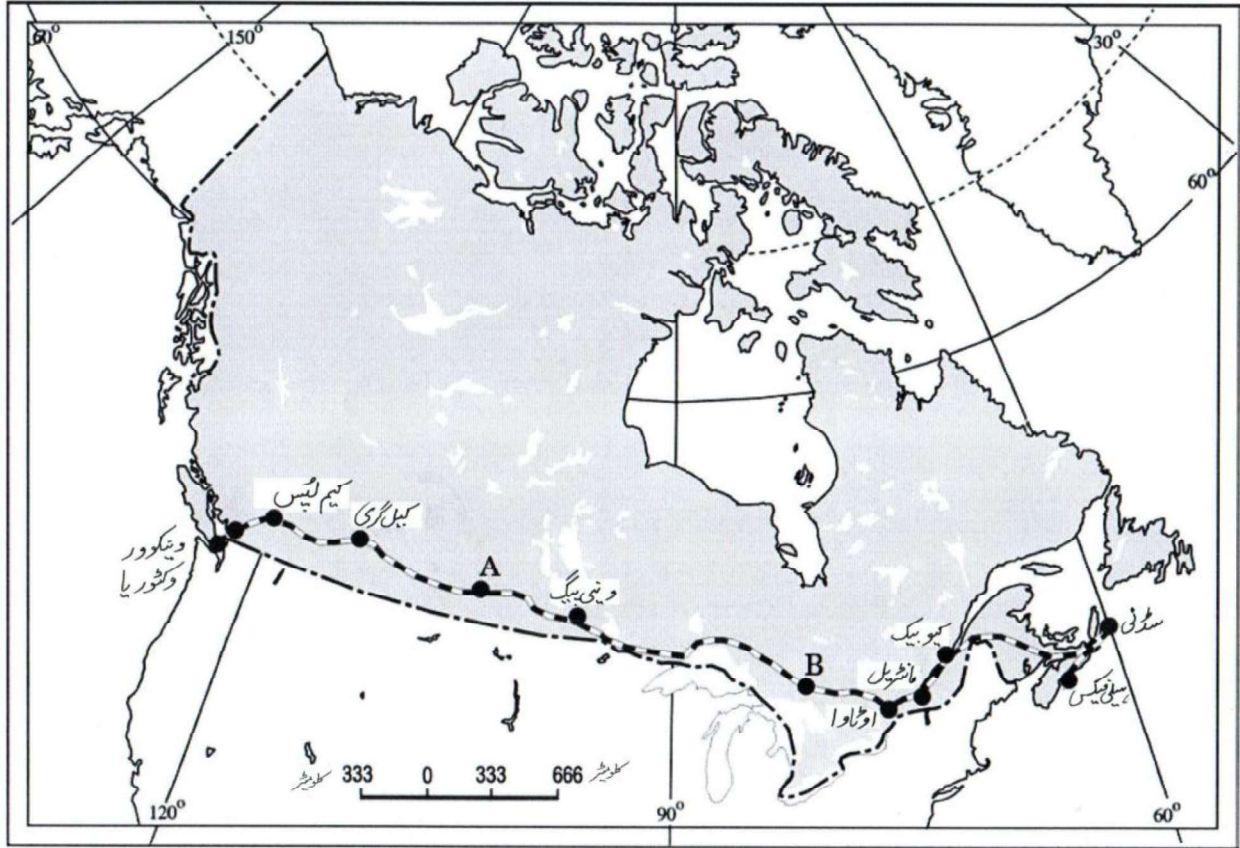 60°
150°
30°
60°
کیم لپس
کیل گری
وینکوور
وکٹوریا
A
وینی پیگ
سڈنی
کیوبیک
B
مانٹریل
ہیلی فیکس
اوٹاوا
کلومیٹر 333 0 333 666 کلومیٹر
120°
90°
60°